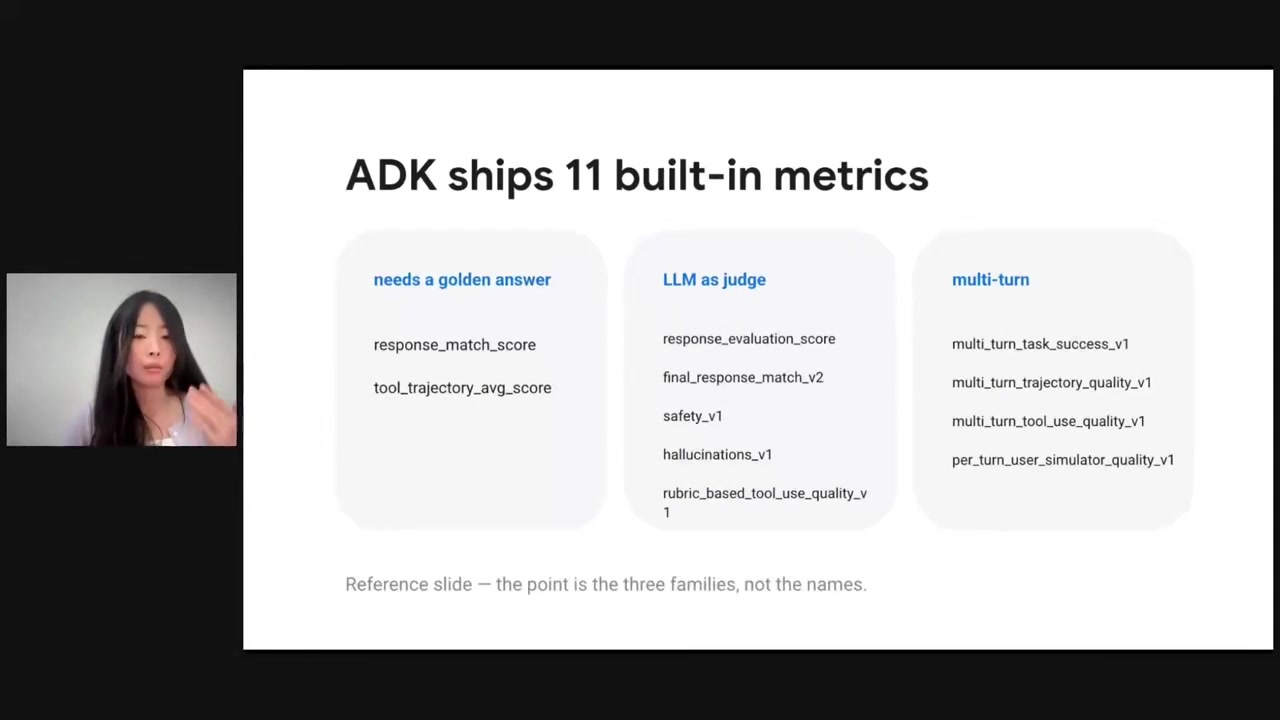 ADK ships 11 built-in metrics
needs a golden answer
response_match_score
tool_trajectory_avg_score
LLM as judge
response_evaluation_score
final_response_match_v2
safety_v1
hallucinations_v1
rubric_based_tool_use_quality_v
1
multi-turn
multi_turn_task_success_v1
multi_turn_trajectory_quality_v1
multi_turn_tool_use_quality_v1
per_turn_user_simulator_quality_v1
Reference slide — the point is the three families, not the names.